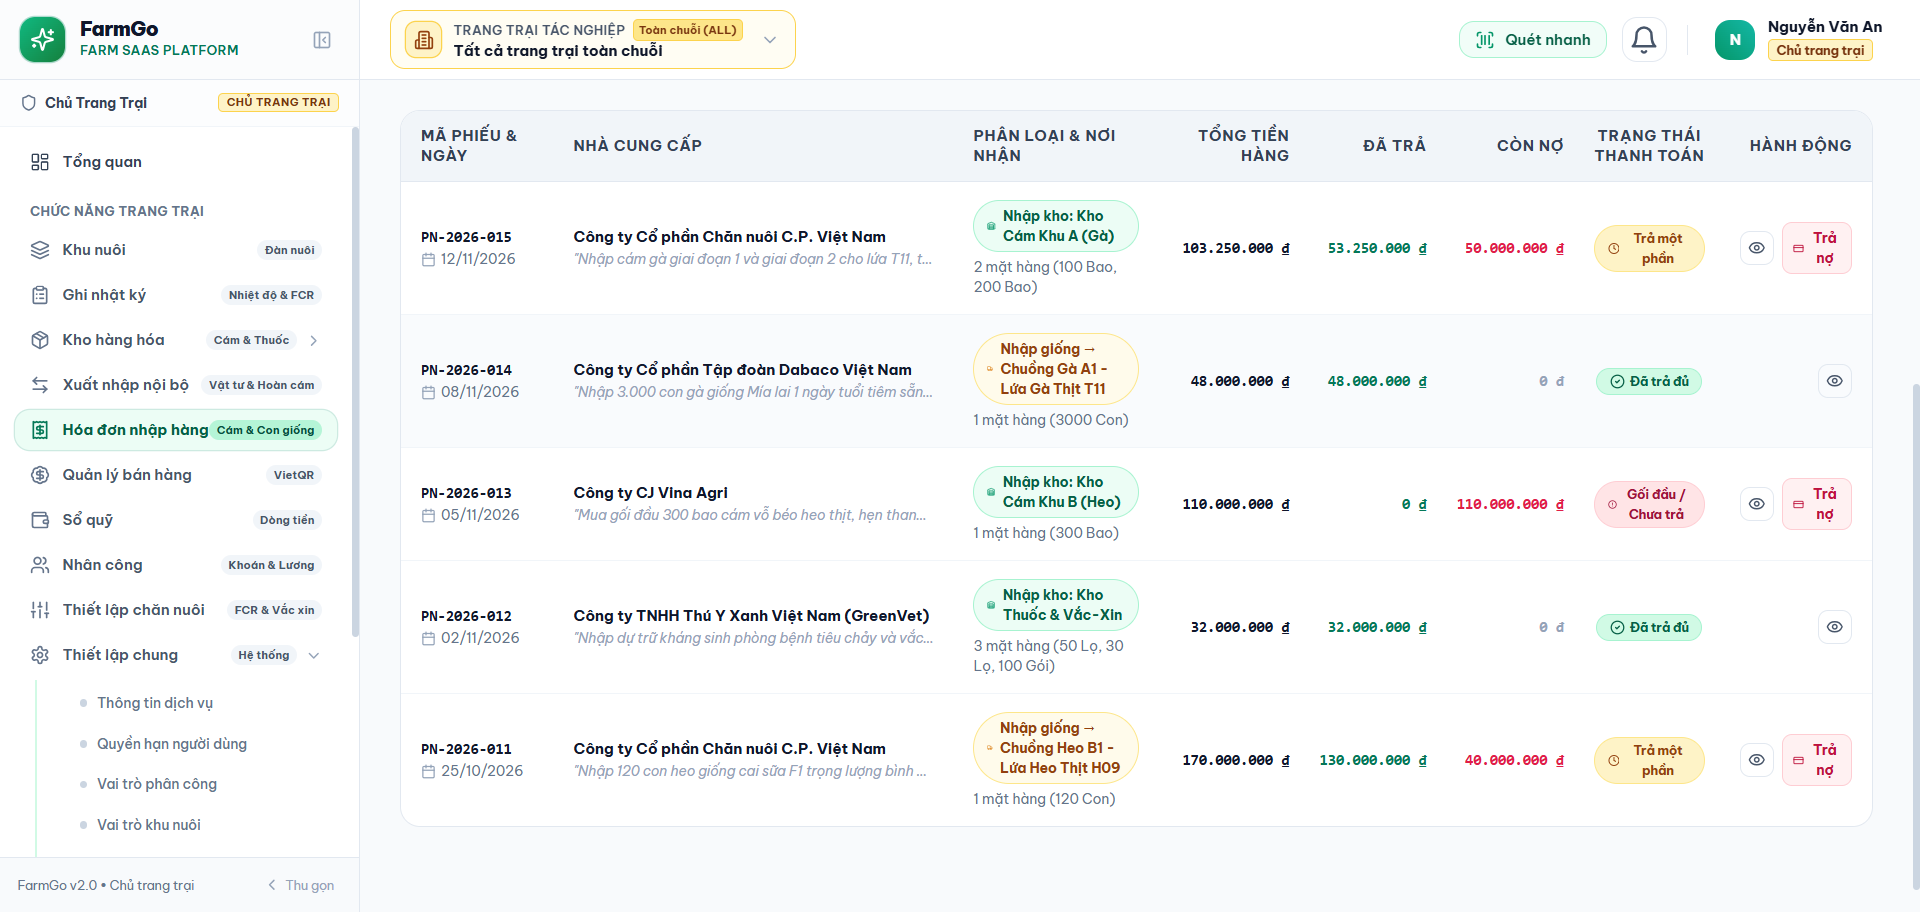 FarmGo
FARM SAAS PLATFORM
TRANG TRẠI TÁC NGHIỆP Toàn chuỗi (ALL)
Tất cả trang trại toàn chuỗi
Quét nhanh
N
Nguyễn Văn An
Chủ trang trại
Chủ Trang Trại CHỦ TRANG TRẠI
Tổng quan
CHỨC NĂNG TRANG TRẠI
Khu nuôi Đàn nuôi
Ghi nhật ký Nhiệt độ & FCR
Kho hàng hóa Cám & Thuốc
Xuất nhập nội bộ Vật tư & Hoàn cám
Hóa đơn nhập hàng Cám & Con giống
Quản lý bán hàng VietQR
Sổ quỹ Dòng tiền
Nhân công Khoán & Lương
Thiết lập chăn nuôi FCR & Vắc xin
Thiết lập chung Hệ thống
Thông tin dịch vụ
Quyền hạn người dùng
Vai trò phân công
Vai trò khu nuôi
FarmGo v2.0 • Chủ trang trại Thu gọn
MÃ PHIẾU &
NGÀY
NHÀ CUNG CẤP
PHÂN LOẠI & NƠI
NHẬN
TỔNG TIỀN
HÀNG
ĐÃ TRẢ
CÒN NỢ
TRẠNG THÁI
THANH TOÁN
HÀNH ĐỘNG
PN-2026-015
12/11/2026
Công ty Cổ phần Chăn nuôi C.P. Việt Nam
"Nhập cám gà giai đoạn 1 và giai đoạn 2 cho lứa T11, t...
Nhập kho: Kho
Cám Khu A (Gà)
2 mặt hàng (100 Bao,
200 Bao)
103.250.000 đ
53.250.000 đ
50.000.000 đ
Trả một
phần
Trả
nợ
PN-2026-014
08/11/2026
Công ty Cổ phần Tập đoàn Dabaco Việt Nam
"Nhập 3.000 con gà giống Mía lai 1 ngày tuổi tiêm sẵn...
Nhập giống →
Chuồng Gà A1 -
Lứa Gà Thịt T11
1 mặt hàng (3000 Con)
48.000.000 đ
48.000.000 đ
0 đ
Đã trả đủ
PN-2026-013
05/11/2026
Công ty CJ Vina Agri
"Mua gối đầu 300 bao cám vỗ béo heo thịt, hẹn than...
Nhập kho: Kho
Cám Khu B (Heo)
1 mặt hàng (300 Bao)
110.000.000 đ
0 đ
110.000.000 đ
Gối đầu /
Chưa trả
Trả
nợ
PN-2026-012
02/11/2026
Công ty TNHH Thú Y Xanh Việt Nam (GreenVet)
"Nhập dự trữ kháng sinh phòng bệnh tiêu chảy và vắc...
Nhập kho: Kho
Thuốc & Vắc-Xin
3 mặt hàng (50 Lọ, 30
Lọ, 100 Gói)
32.000.000 đ
32.000.000 đ
0 đ
Đã trả đủ
PN-2026-011
25/10/2026
Công ty Cổ phần Chăn nuôi C.P. Việt Nam
"Nhập 120 con heo giống cai sữa F1 trọng lượng bình ...
Nhập giống →
Chuồng Heo B1 -
Lứa Heo Thịt H09
1 mặt hàng (120 Con)
170.000.000 đ
130.000.000 đ
40.000.000 đ
Trả một
phần
Trả
nợ